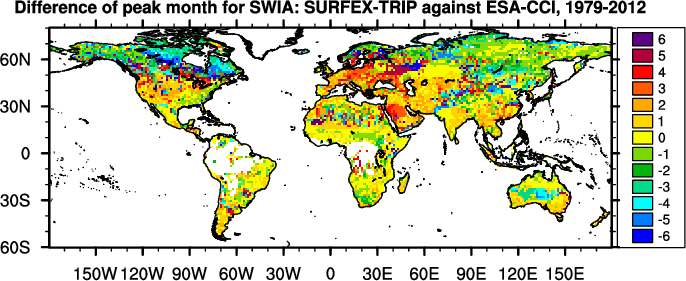 Difference of peak month for SWIA: SURFEX-TRIP against ESA-CCI, 1979-2012
60N
30N
0
30S
60S
150W 120W 90W 60W 30W 0 30E 60E 90E 120E 150E
6
5
4
3
2
1
0
-1
-2
-3
-4
-5
-6